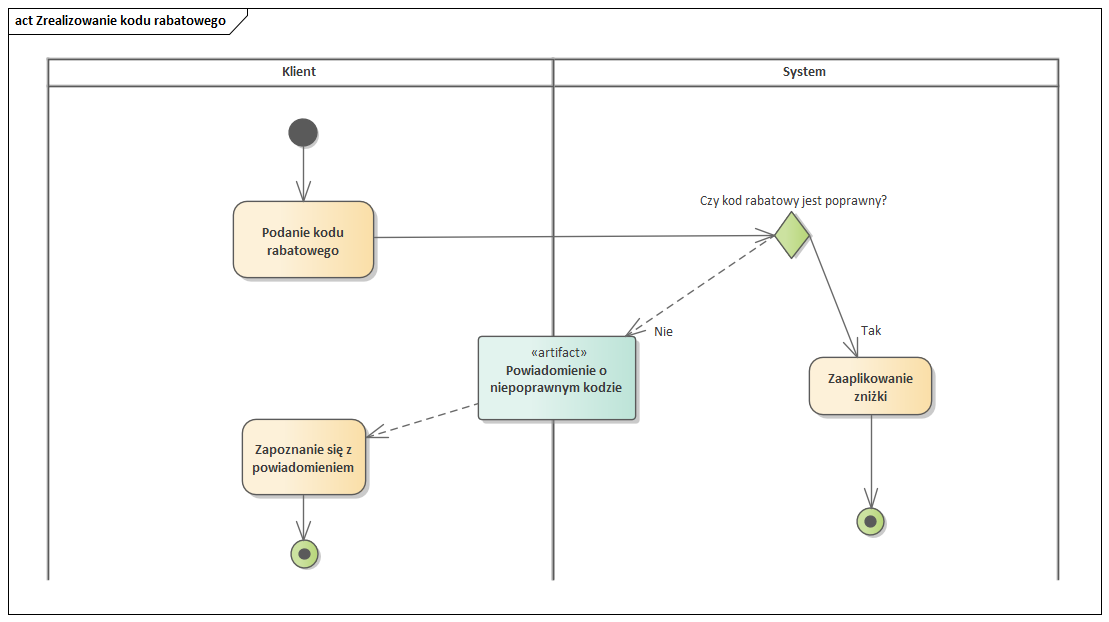 act Zrealizowanie kodu rabatowego
Klient
System
Czy kod rabatowy jest poprawny?
Podanie kodu
rabatowego
Nie
Tak
«artifact»
Powiadomienie o
niepoprawnym kodzie
Zaaplikowanie
zniżki
Zapoznanie się z
powiadomieniem